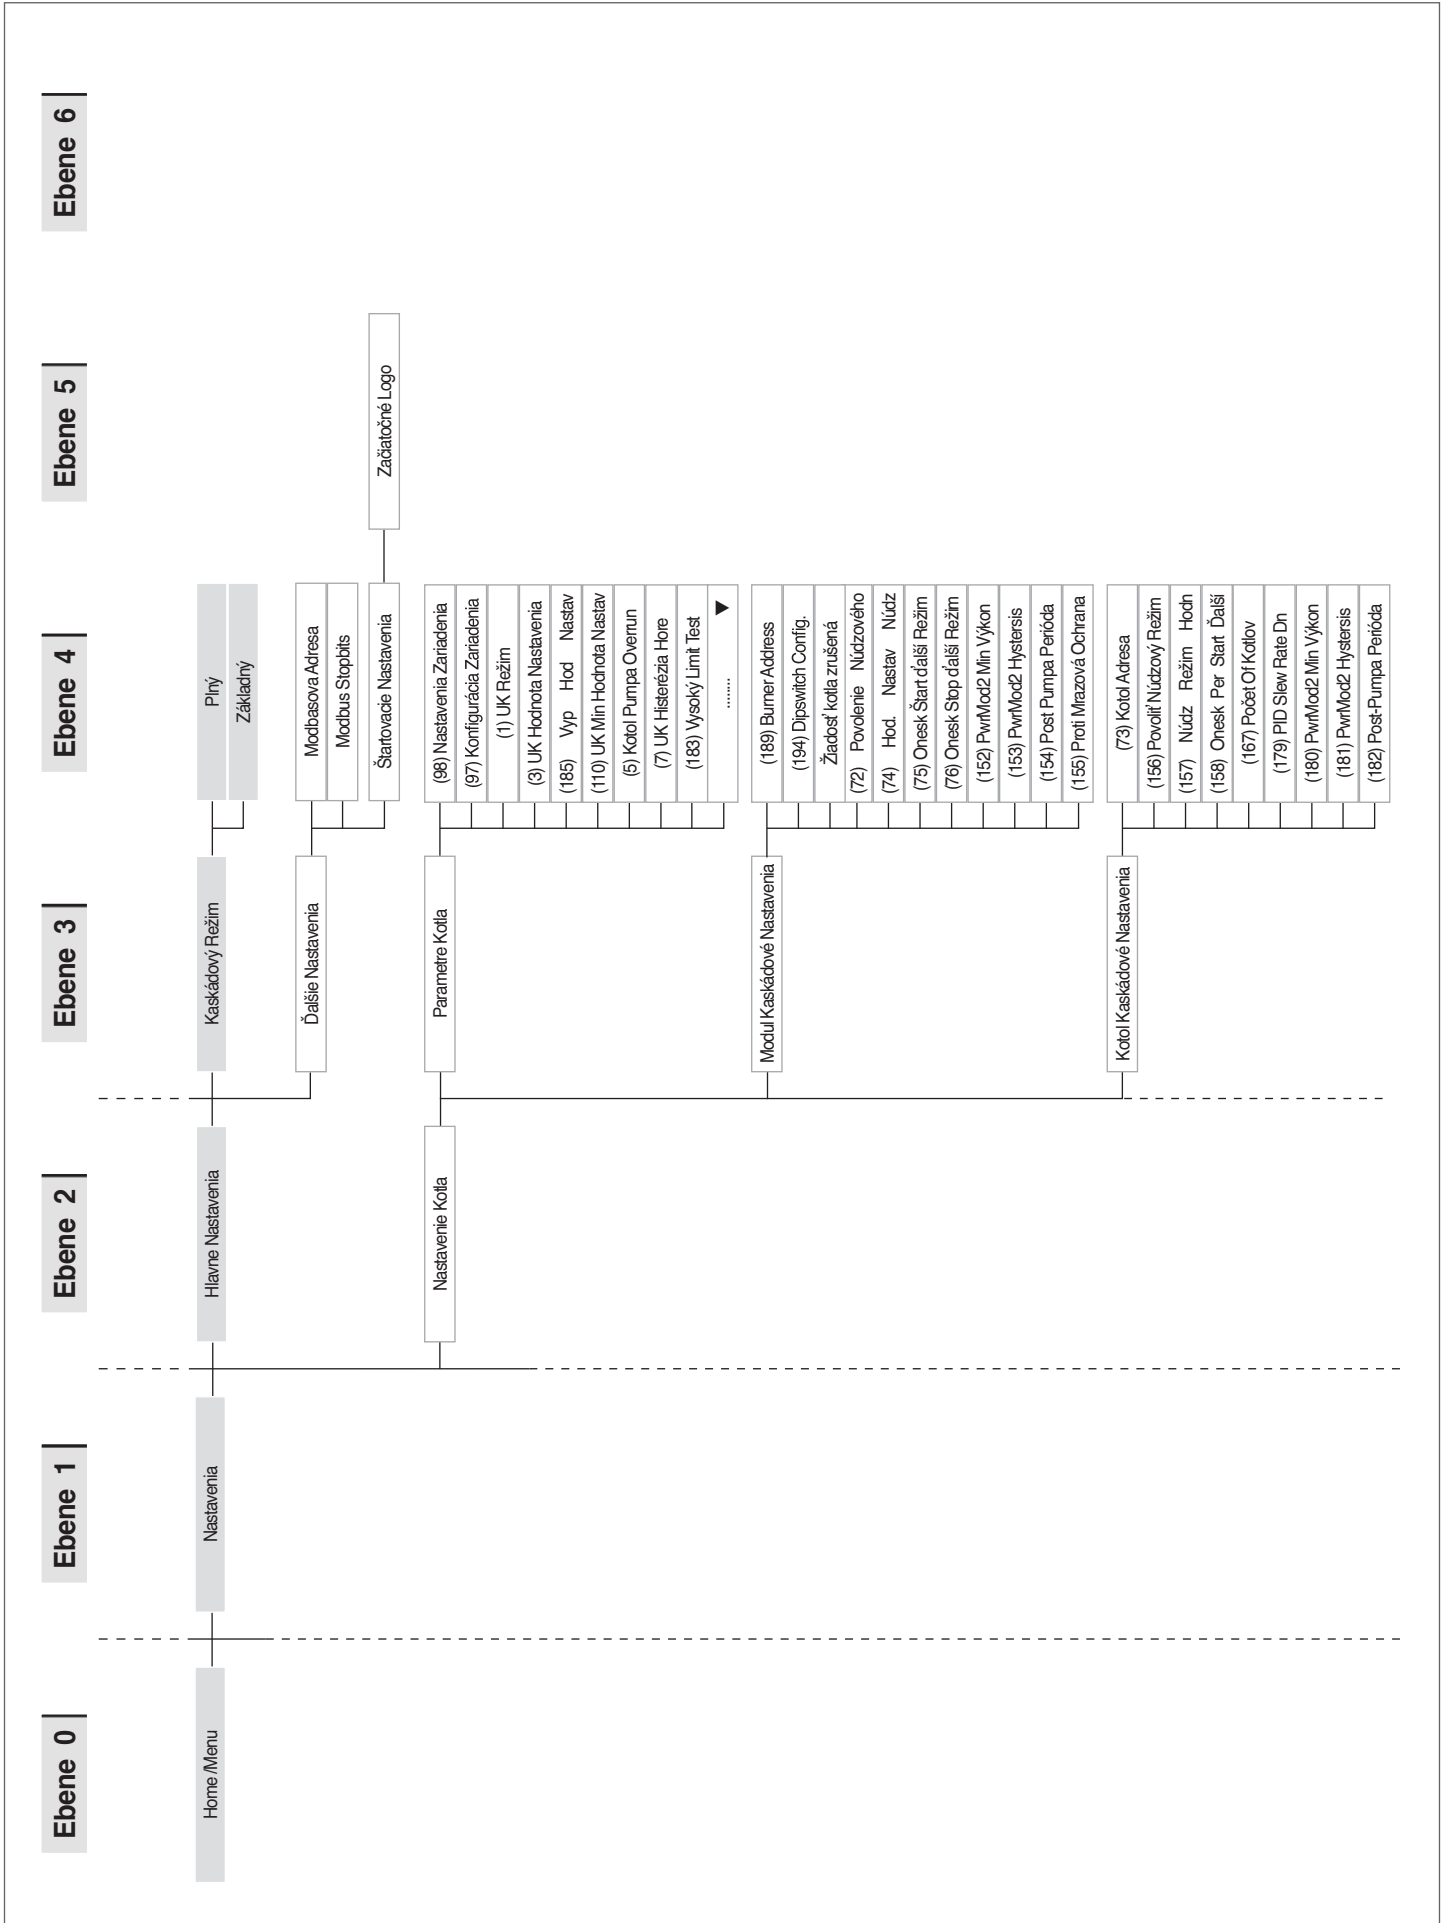 Ebene 0
Ebene 1
Ebene 2
Ebene 3
Ebene 4
Ebene 5
Ebene 6
Home /Menu
Nastavenia
Hlavne Nastavenia
Kaskádový Režim
Plný
Základný
Ďalšie Nastavenia
Modbasova Adresa
Modbus Stopbits
Štartovacie Nastavenia
Začiatočné Logo
Nastavenie Kotla
Parametre Kotla
(98) Nastavenia Zariadenia
(97) Konfigurácia Zariadenia
(1) UK Režim
(3) UK Hodnota Nastavenia
(185) Vyp Hod Nastav
(110) UK Min Hodnota Nastav
(5) Kotol Pumpa Overrun
(7) UK Histerézia Hore
(183) Vysoký Limit Test
........ ▼
Modul Kaskádové Nastavenia
(189) Burner Address
(194) Dipswitch Config.
Žiadosť kotla zrušená
(72) Povolenie Núdzového
(74) Hod. Nastav Núdz
(75) Onesk Štart ďalší Režim
(76) Onesk Stop ďalší Režim
(152) PwrMod2 Min Výkon
(153) PwrMod2 Hystersis
(154) Post Pumpa Perióda
(155) Proti Mrazová Ochrana
Kotol Kaskádové Nastavenia
(73) Kotol Adresa
(156) Povoliť Núdzový Režim
(157) Núdz Režim Hodn
(158) Onesk Per Start Ďalší
(167) Počet Of Kotlov
(179) PID Slew Rate Dn
(180) PwrMod2 Min Výkon
(181) PwrMod2 Hystersis
(182) Post-Pumpa Perióda